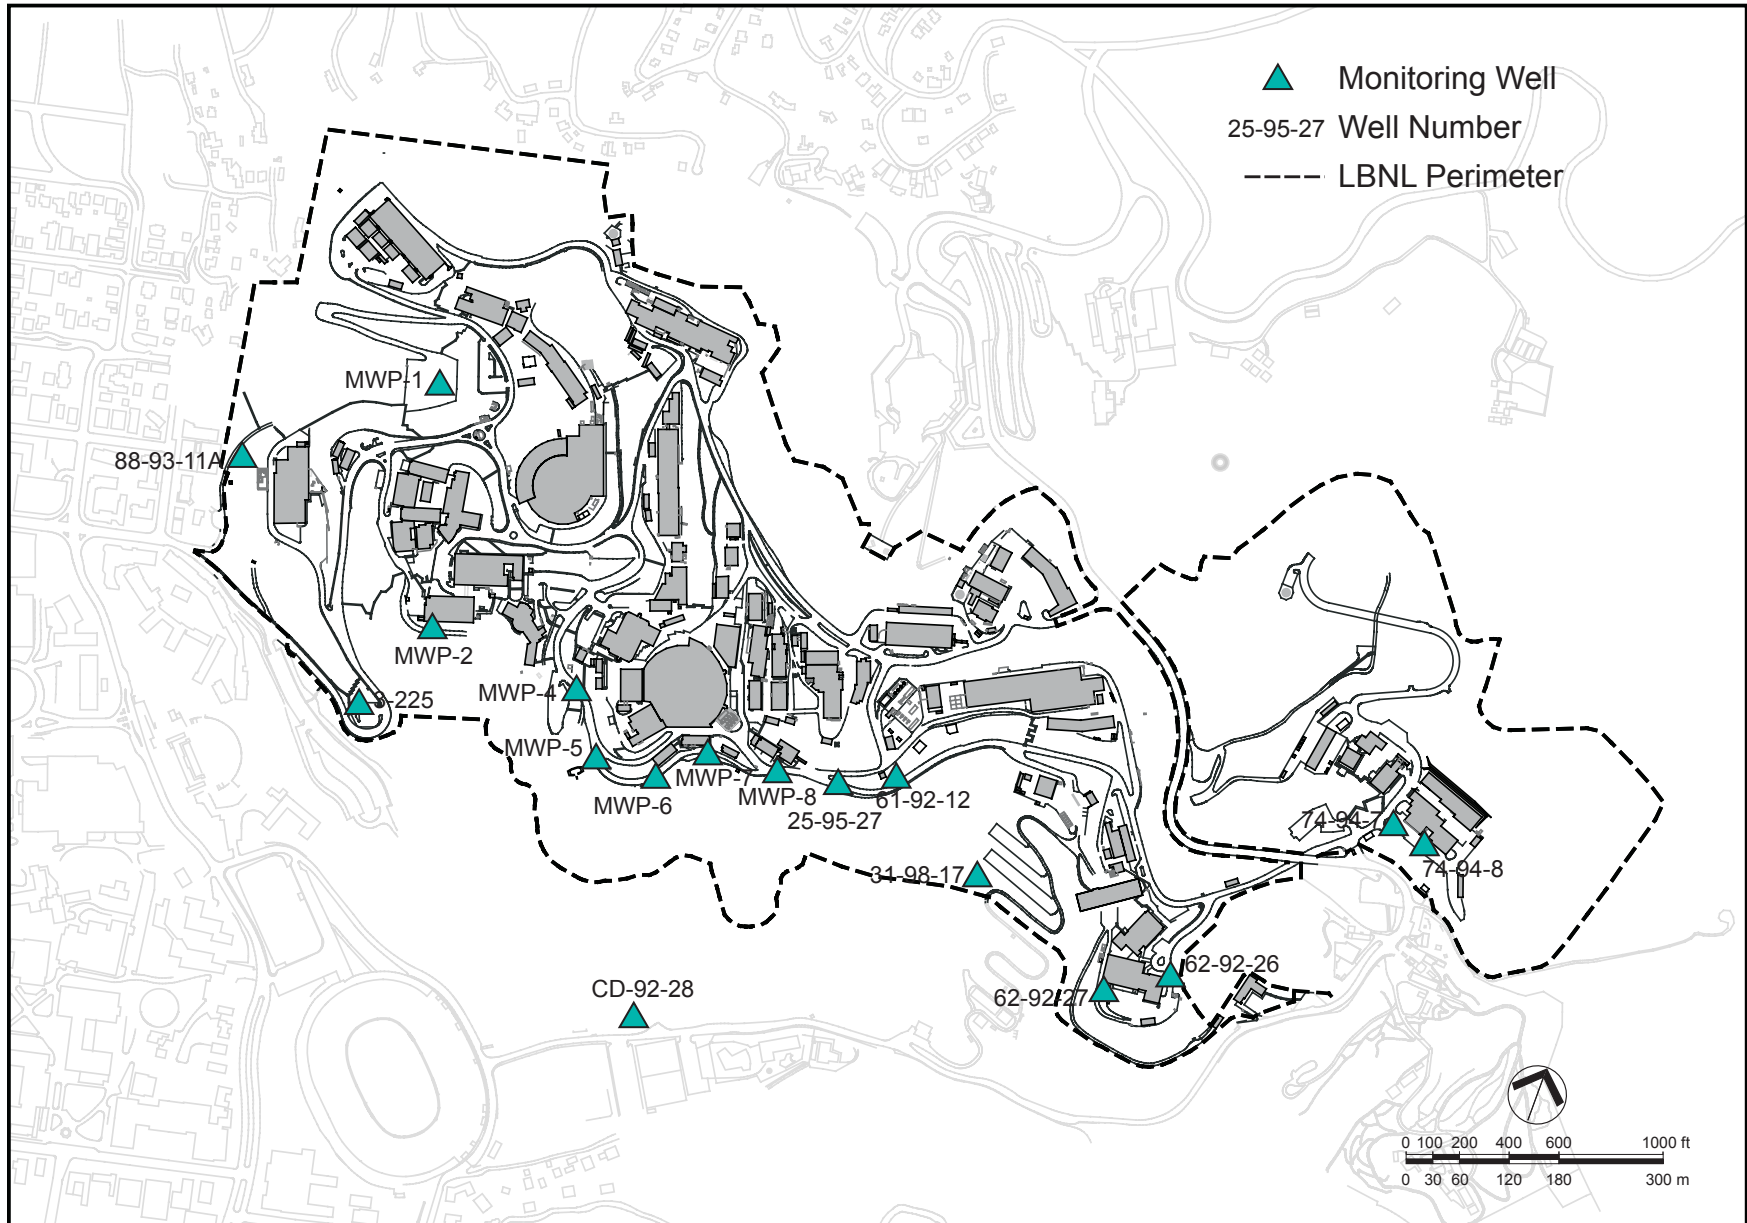 Monitoring Well
25-95-27 Well Number
LBNL Perimeter
MWP-1
88-93-11A
MWP-2
MWP-4
-225
MWP-5
MWP-7
MWP-6
MWP-8
61-92-12
25-95-27
74-94-7
74-94-8
31-98-17
62-92-26
62-92-27
CD-92-28
0 100 200 400 600 1000 ft
0 30 60 120 180 300 m